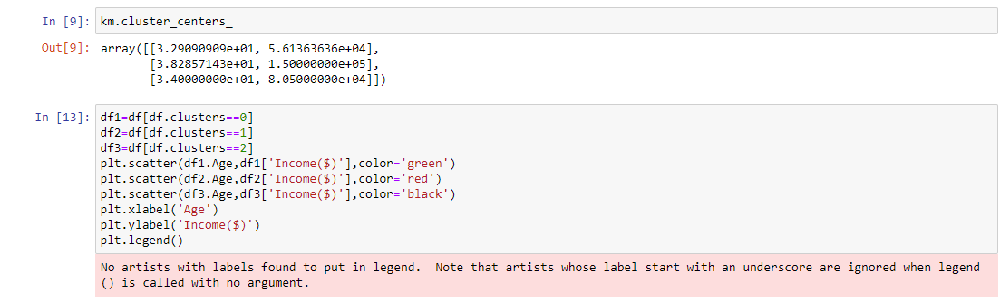 In [9]: km.cluster_centers_
Out[9]: array([[3.29090909e+01, 5.61363636e+04],
[3.82857143e+01, 1.50000000e+05],
[3.40000000e+01, 8.05000000e+04]])
In [13]: df1=df[df.clusters==0]
df2=df[df.clusters==1]
df3=df[df.clusters==2]
plt.scatter(df1.Age,df1['Income($)'],color='green')
plt.scatter(df2.Age,df2['Income($)'],color='red')
plt.scatter(df3.Age,df3['Income($)'],color='black')
plt.xlabel('Age')
plt.ylabel('Income($)')
plt.legend()
No artists with labels found to put in legend.  Note that artists whose label start with an underscore are ignored when legend
() is called with no argument.